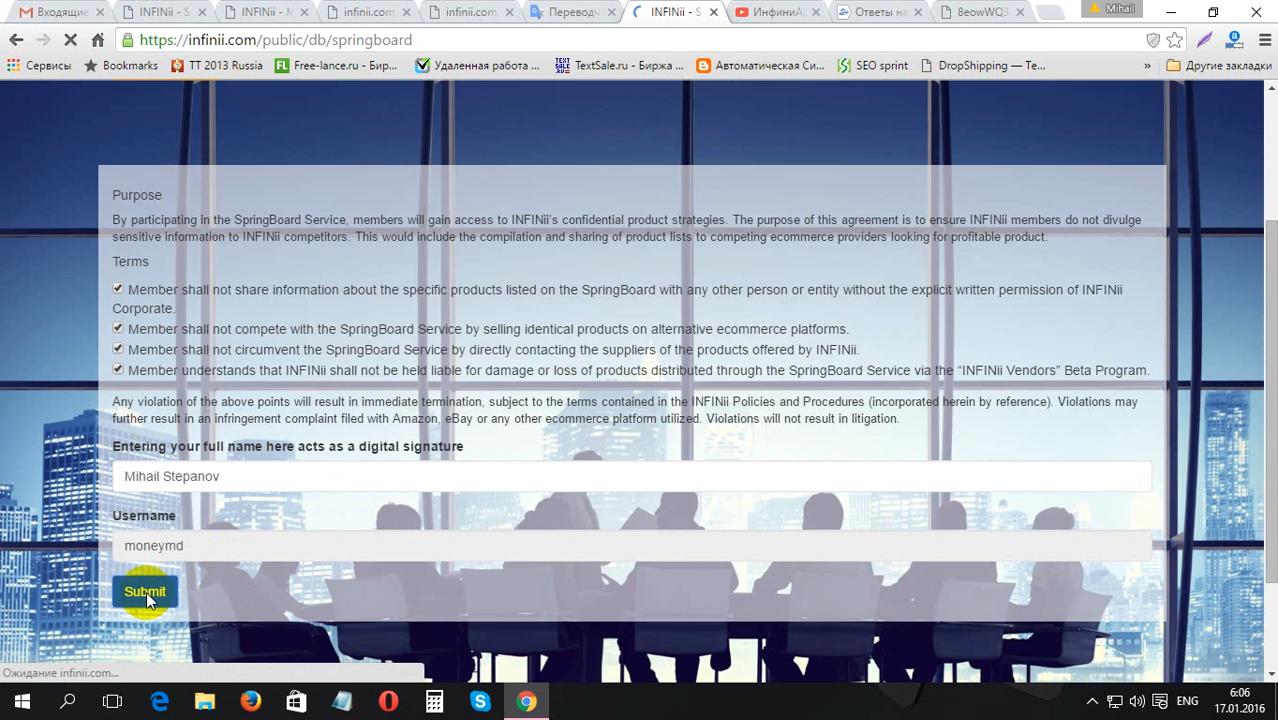 Входящие
INFINii - S
INFINii - M
infinii.com
infinii.com
Переводч
INFINii - S
ИнфиниА
Ответы на
8eowWQ3
Mihail
https://infinii.com/public/db/springboard
Сервисы
Bookmarks
TT 2013 Russia
Free-lance.ru - Бир...
Удаленная работа ...
TextSale.ru - Биржа ...
Автоматическая Си...
SEO sprint
DropShipping — Te...
»
Другие закладки
Purpose
By participating in the SpringBoard Service, members will gain access to INFINii's confidential product strategies. The purpose of this agreement is to ensure INFINii members do not divulge
sensitive information to INFINii competitors. This would include the compilation and sharing of product lists to competing ecommerce providers looking for profitable product.
Terms
Member shall not share information about the specific products listed on the SpringBoard with any other person or entity without the explicit written permission of INFINii
Corporate.
Member shall not compete with the SpringBoard Service by selling identical products on alternative ecommerce platforms.
Member shall not circumvent the SpringBoard Service by directly contacting the suppliers of the products offered by INFINii.
Member understands that INFINii shall not be held liable for damage or loss of products distributed through the SpringBoard Service via the “INFINii Vendors” Beta Program.
Any violation of the above points will result in immediate termination, subject to the terms contained in the INFINii Policies and Procedures (incorporated herein by reference). Violations may
further result in an infringement complaint filed with Amazon, eBay or any other ecommerce platform utilized. Violations will not result in litigation.
Entering your full name here acts as a digital signature
Mihail Stepanov
Username
moneymd
Submit
Ожидание infinii.com...
ENG
6:06
17.01.2016